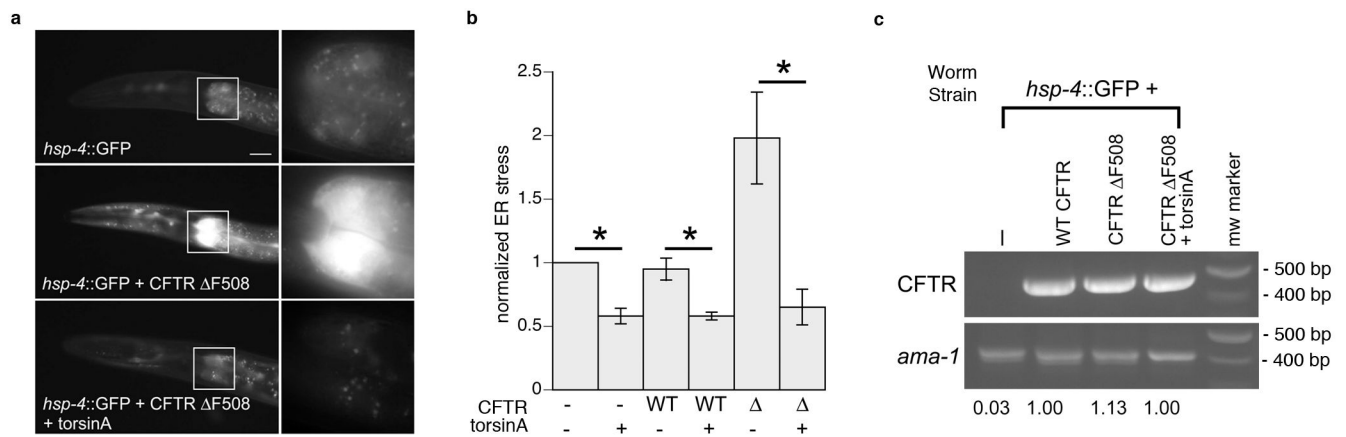 a
hsp-4::GFP
hsp-4::GFP + CFTR ΔF508
hsp-4::GFP + CFTR ΔF508
+ torsinA
b
normalized ER stress
2.5
2
1.5
1
0.5
0
*
*
*
CFTR - - WT WT Δ Δ
torsinA - + - + - +
c
Worm
Strain
hsp-4::GFP +
–
WT CFTR
CFTR ΔF508
CFTR ΔF508
+ torsinA
mw marker
CFTR
- 500 bp
- 400 bp
ama-1
- 500 bp
- 400 bp
0.03 1.00 1.13 1.00